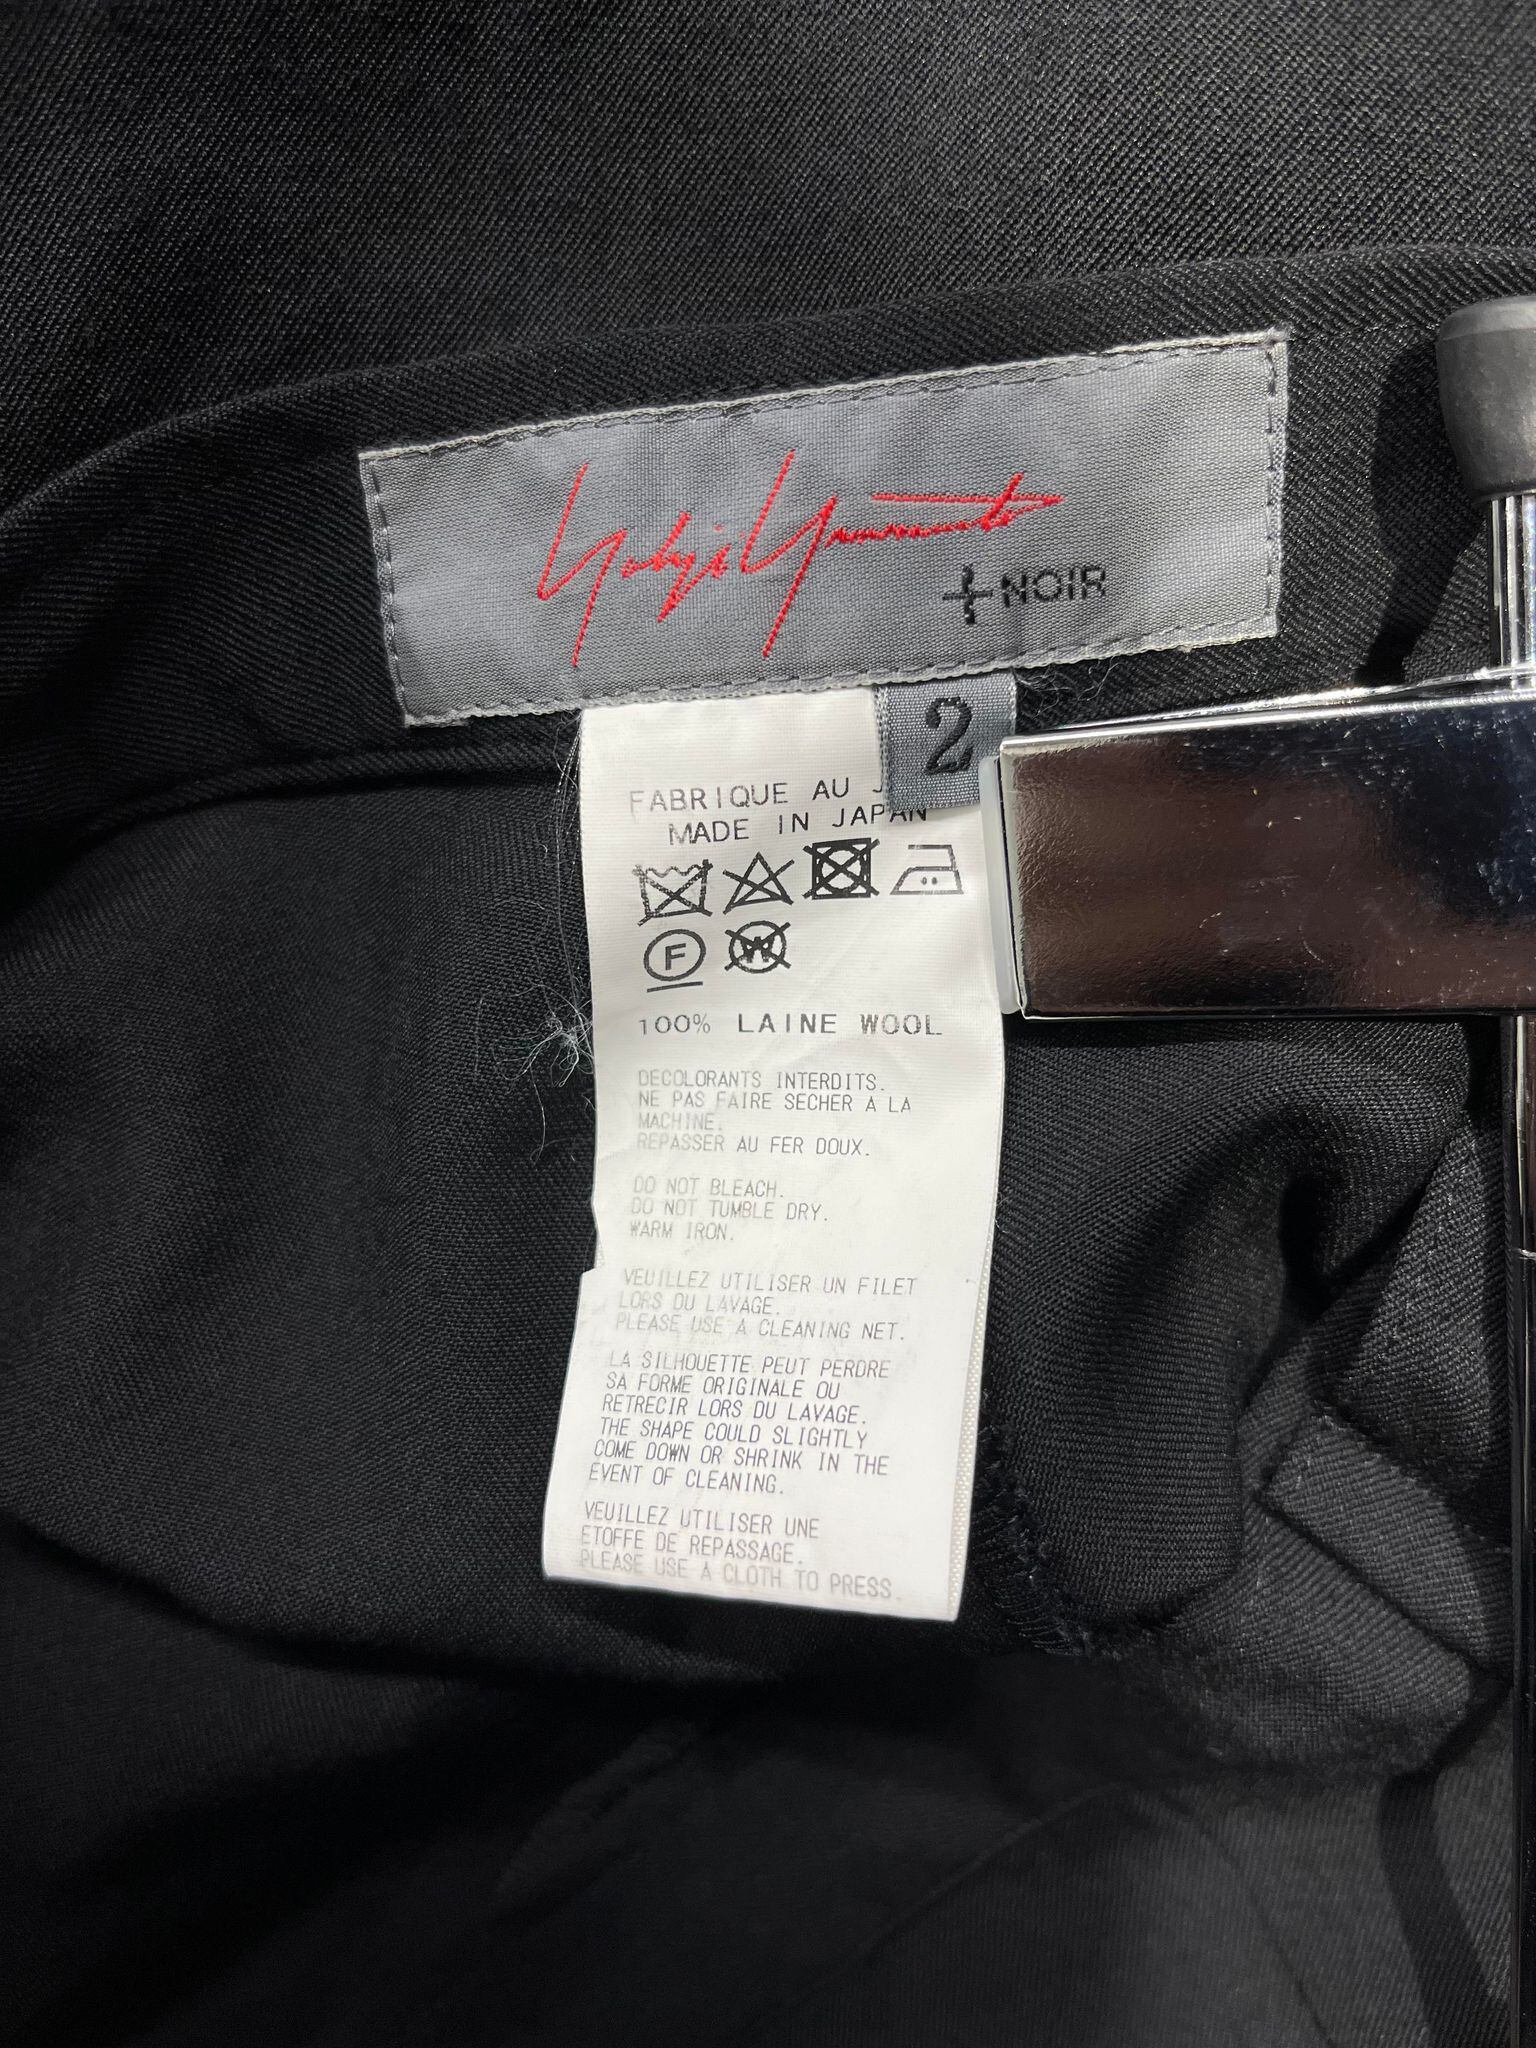 Yohji Yamamoto
+NOIR
2
FABRIQUE AU J
MADE IN JAPAN
F
W
100% LAINE WOOL
DECOLORANTS INTERDITS.
NE PAS FAIRE SECHER A LA
MACHINE.
REPASSER AU FER DOUX.
DO NOT BLEACH.
DO NOT TUMBLE DRY.
WARM IRON.
VEUILLEZ UTILISER UN FILET
LORS DU LAVAGE.
PLEASE USE A CLEANING NET.
LA SILHOUETTE PEUT PERDRE
SA FORME ORIGINALE OU
RETRECIR LORS DU LAVAGE.
THE SHAPE COULD SLIGHTLY
COME DOWN OR SHRINK IN THE
EVENT OF CLEANING.
VEUILLEZ UTILISER UNE
ETOFFE DE REPASSAGE.
PLEASE USE A CLOTH TO PRESS.